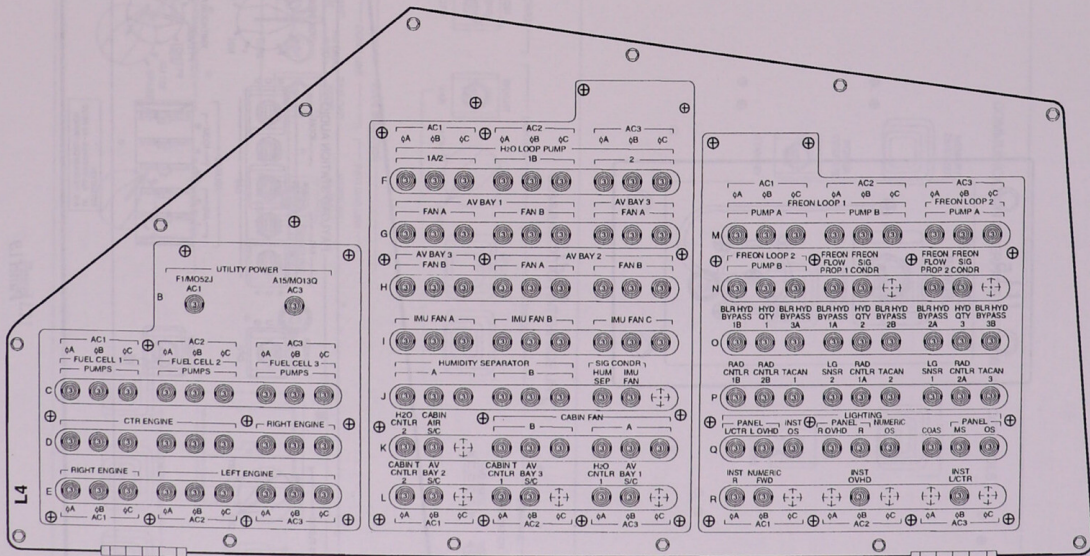 L4
UTILITY POWER
F1/MO52J A15/MO13Q
B AC1 AC3
AC1 AC2 AC3
ϕA ϕB ϕC ϕA ϕB ϕC ϕA ϕB ϕC
FUEL CELL 1 FUEL CELL 2 FUEL CELL 3
PUMPS PUMPS PUMPS
C
CTR ENGINE RIGHT ENGINE
D
RIGHT ENGINE LEFT ENGINE
E
ϕA ϕB ϕC ϕA ϕB ϕC ϕA ϕB ϕC
AC1 AC2 AC3
AC1 AC2 AC3
ϕA ϕB ϕC ϕA ϕB ϕC ϕA ϕB ϕC
H2O LOOP PUMP
1A/2 1B 2
F
AV BAY 1 AV BAY 3
FAN A FAN B FAN A
G
AV BAY 3 AV BAY 2
FAN B FAN A FAN B
H
IMU FAN A IMU FAN B IMU FAN C
I
HUMIDITY SEPARATOR SIG CONDR
A B HUM SEP IMU FAN
J
H2O CNTLR 2 CABIN AIR S/C CABIN FAN
B A
K
CABIN T CNTLR 2 AV BAY 2 S/C CABIN T CNTLR 1 AV BAY 3 S/C H2O CNTLR 1 AV BAY 1 S/C
L
ϕA ϕB ϕC ϕA ϕB ϕC ϕA ϕB ϕC
AC1 AC2 AC3
AC1 AC2 AC3
ϕA ϕB ϕC ϕA ϕB ϕC ϕA ϕB ϕC
FREON LOOP 1 FREON LOOP 2
PUMP A PUMP B PUMP A
M
FREON LOOP 2 FREON FLOW PROP 1 FREON SIG CONDR FREON FLOW PROP 2 FREON SIG CONDR
PUMP B
N
BLR HYD BYPASS 1B HYD QTY 1 BLR HYD BYPASS 3A BLR HYD BYPASS 1A HYD QTY 2 BLR HYD BYPASS 2B BLR HYD BYPASS 2A HYD QTY 3 BLR HYD BYPASS 3B
O
RAD CNTLR 1B RAD CNTLR 2B TACAN 1 LG SNSR 2 RAD CNTLR 1A TACAN 2 LG SNSR 1 RAD CNTLR 2A TACAN 3
P
LIGHTING
PANEL INST PANEL NUMERIC PANEL
L/CTR L OVHD OS R OVHD R OS COAS MS OS
Q
INST R NUMERIC FWD INST OVHD INST L/CTR
R
ϕA ϕB ϕC ϕA ϕB ϕC ϕA ϕB ϕC
AC1 AC2 AC3